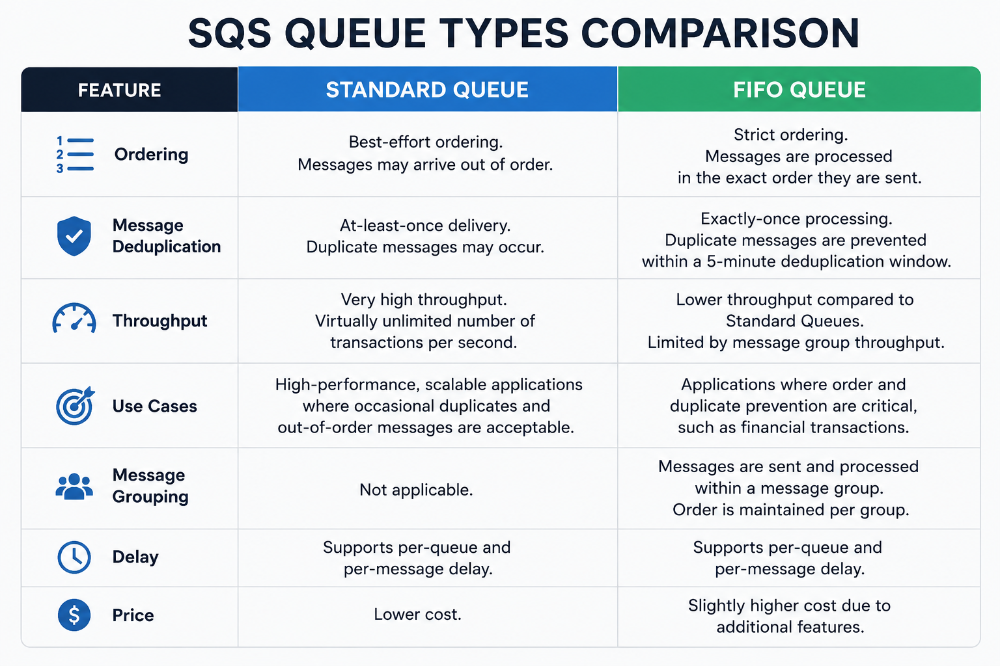 SQS QUEUE TYPES COMPARISON
FEATURE
STANDARD QUEUE
FIFO QUEUE
1
2
3
Ordering
Best-effort ordering.
Messages may arrive out of order.
Strict ordering.
Messages are processed
in the exact order they are sent.
Message
Deduplication
At-least-once delivery.
Duplicate messages may occur.
Exactly-once processing.
Duplicate messages are prevented
within a 5-minute deduplication window.
Throughput
Very high throughput.
Virtually unlimited number of
transactions per second.
Lower throughput compared to
Standard Queues.
Limited by message group throughput.
Use Cases
High-performance, scalable applications
where occasional duplicates and
out-of-order messages are acceptable.
Applications where order and
duplicate prevention are critical,
such as financial transactions.
Message
Grouping
Not applicable.
Messages are sent and processed
within a message group.
Order is maintained per group.
Delay
Supports per-queue and
per-message delay.
Supports per-queue and
per-message delay.
$
Price
Lower cost.
Slightly higher cost due to
additional features.